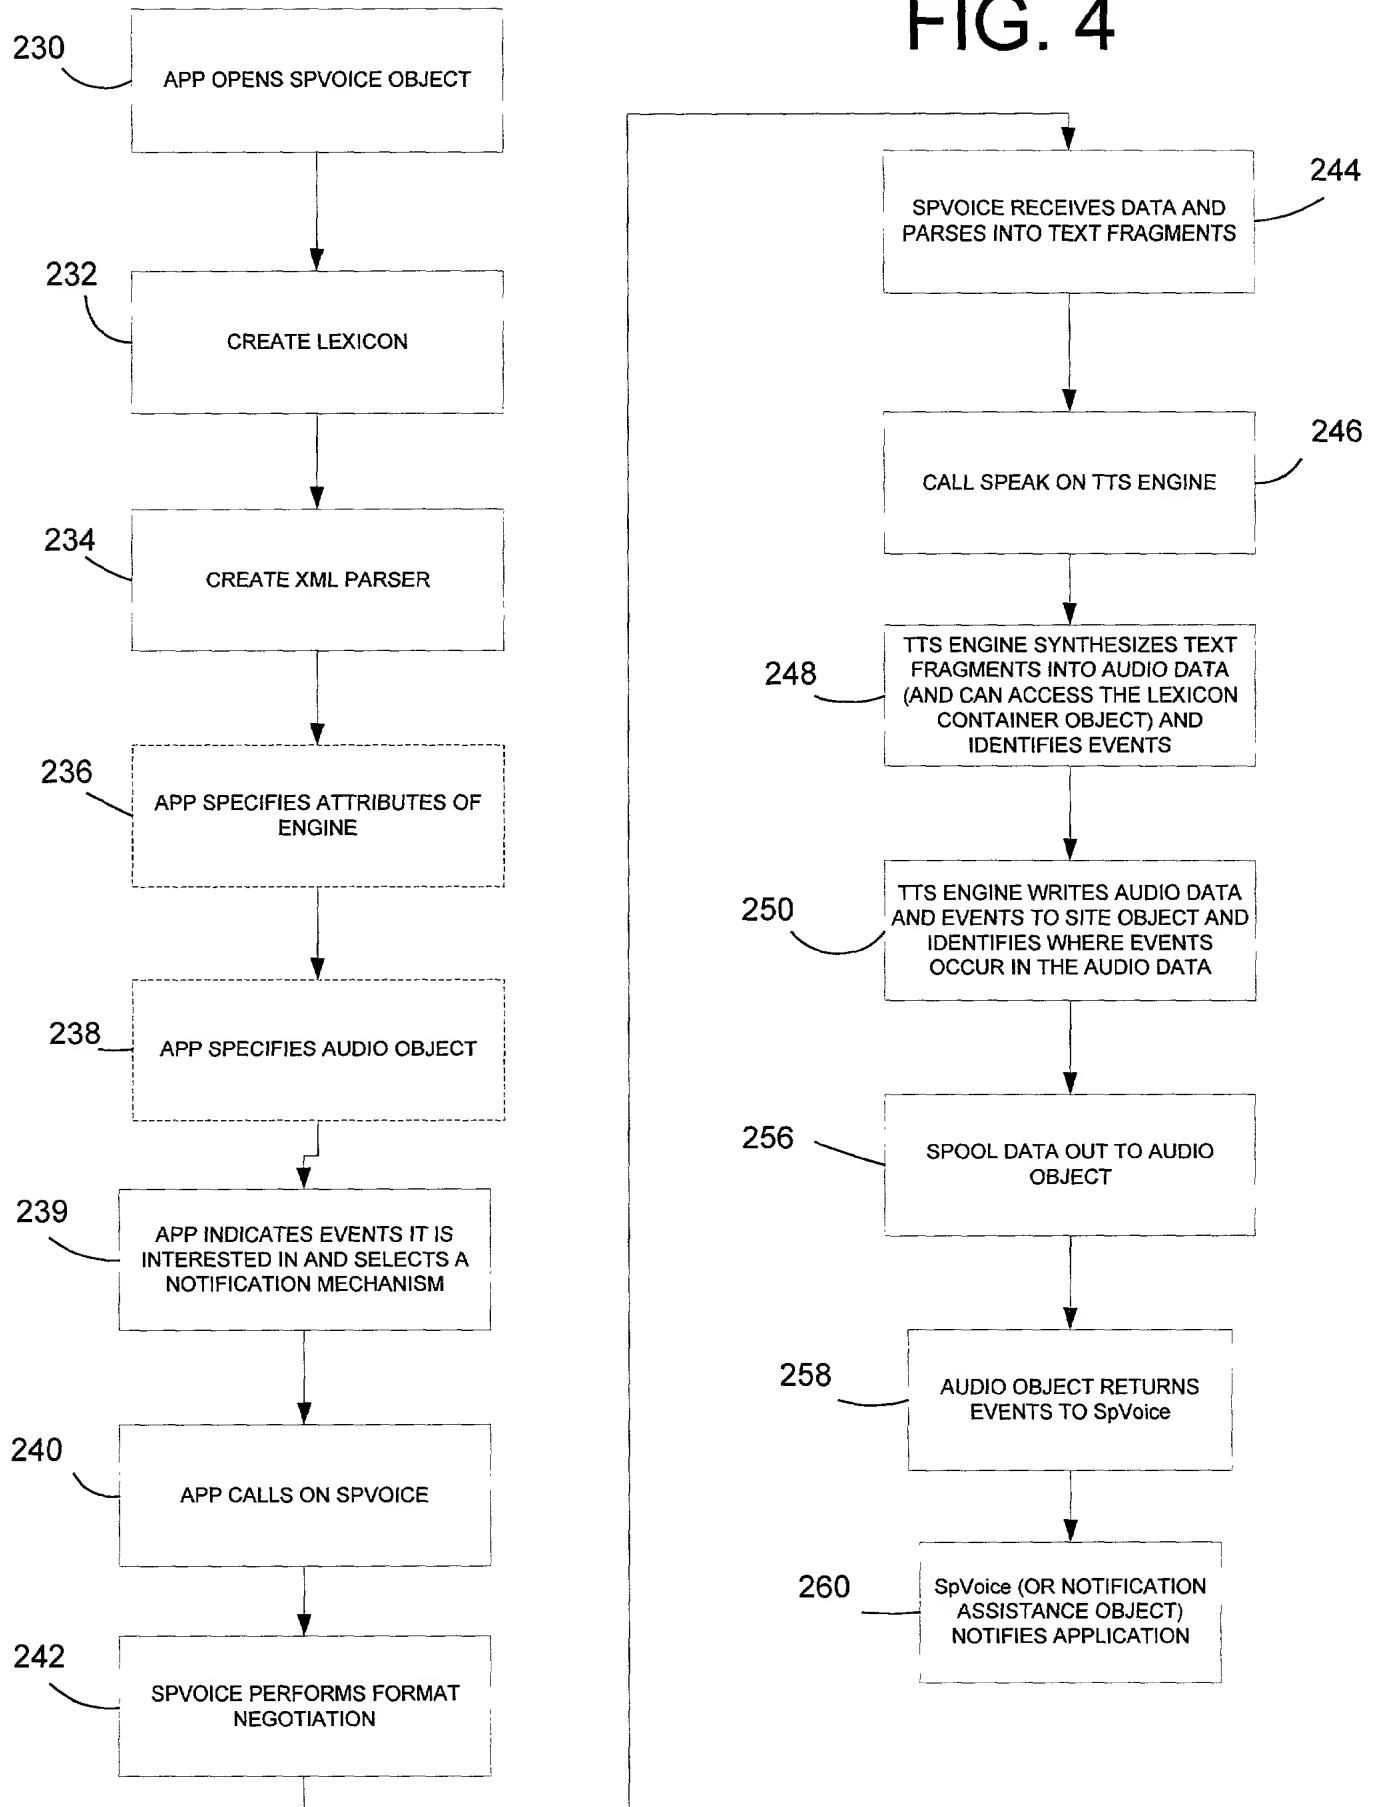 FIG. 4
230
APP OPENS SPVOICE OBJECT
232
CREATE LEXICON
234
CREATE XML PARSER
236
APP SPECIFIES ATTRIBUTES OF
ENGINE
238
APP SPECIFIES AUDIO OBJECT
239
APP INDICATES EVENTS IT IS
INTERESTED IN AND SELECTS A
NOTIFICATION MECHANISM
240
APP CALLS ON SPVOICE
242
SPVOICE PERFORMS FORMAT
NEGOTIATION
244
SPVOICE RECEIVES DATA AND
PARSES INTO TEXT FRAGMENTS
246
CALL SPEAK ON TTS ENGINE
248
TTS ENGINE SYNTHESIZES TEXT
FRAGMENTS INTO AUDIO DATA
(AND CAN ACCESS THE LEXICON
CONTAINER OBJECT) AND
IDENTIFIES EVENTS
250
TTS ENGINE WRITES AUDIO DATA
AND EVENTS TO SITE OBJECT AND
IDENTIFIES WHERE EVENTS
OCCUR IN THE AUDIO DATA
256
SPOOL DATA OUT TO AUDIO
OBJECT
258
AUDIO OBJECT RETURNS
EVENTS TO SpVoice
260
SpVoice (OR NOTIFICATION
ASSISTANCE OBJECT)
NOTIFIES APPLICATION